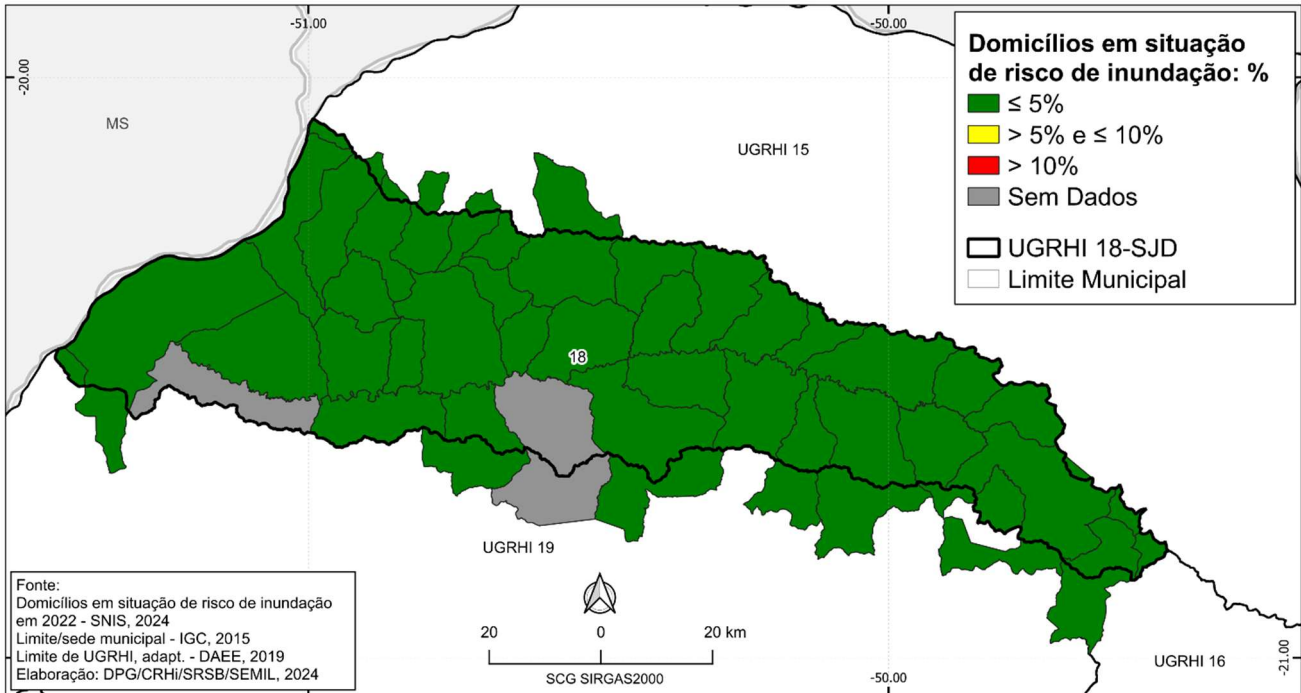 -51.00
-50.00
-20.00
MS
UGRHI 15
Domicílios em situação
de risco de inundação: %
≤ 5%
> 5% e ≤ 10%
> 10%
Sem Dados
UGRHI 18-SJD
Limite Municipal
18
UGRHI 19
Fonte:
Domicílios em situação de risco de inundação
em 2022 - SNIS, 2024
Limite/sede municipal - IGC, 2015
Limite de UGRHI, adapt. - DAEE, 2019
Elaboração: DPG/CRHi/SRSB/SEMIL, 2024
20 0 20 km
SCG SIRGAS2000
UGRHI 16
-21.00
-51.00
-50.00